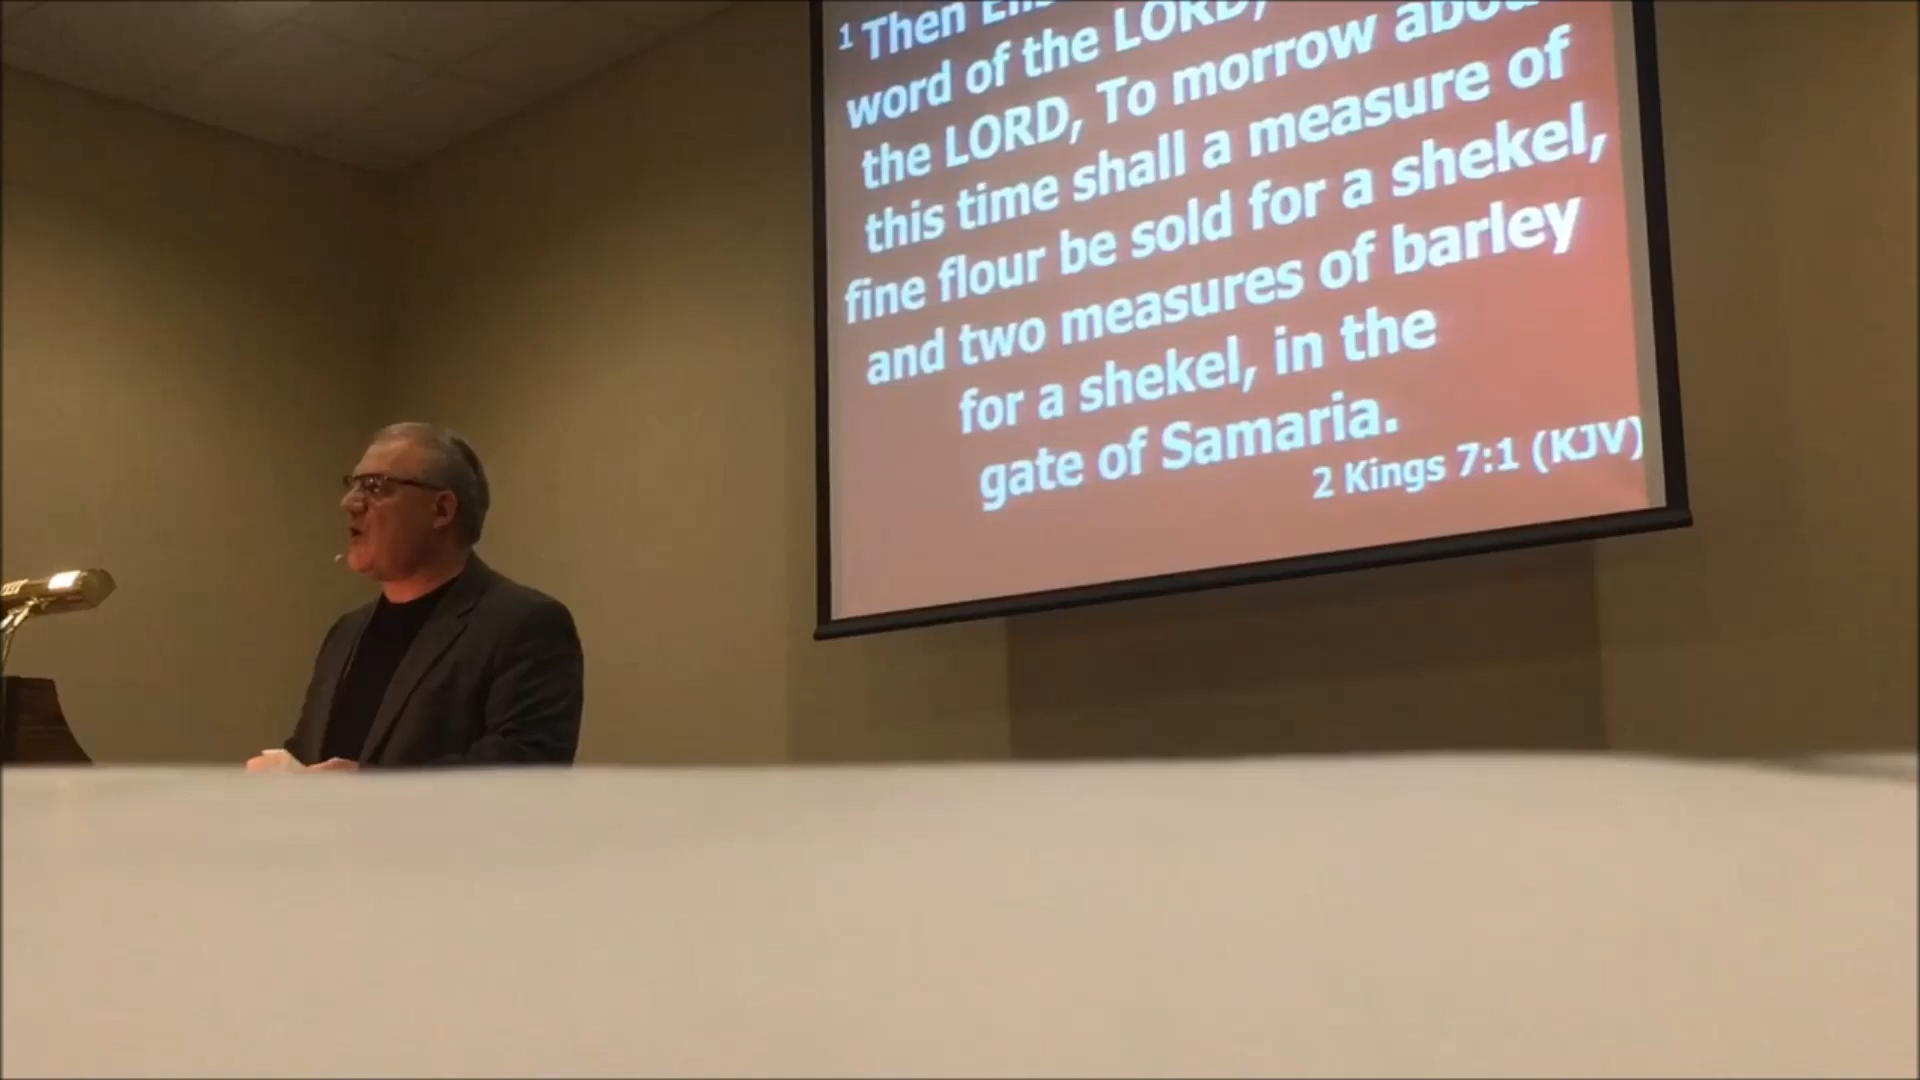 1 Then
word of the LORD,
the LORD, To morrow about
this time shall a measure of
fine flour be sold for a shekel,
and two measures of barley
for a shekel, in the
gate of Samaria.
2 Kings 7:1 (KJV)